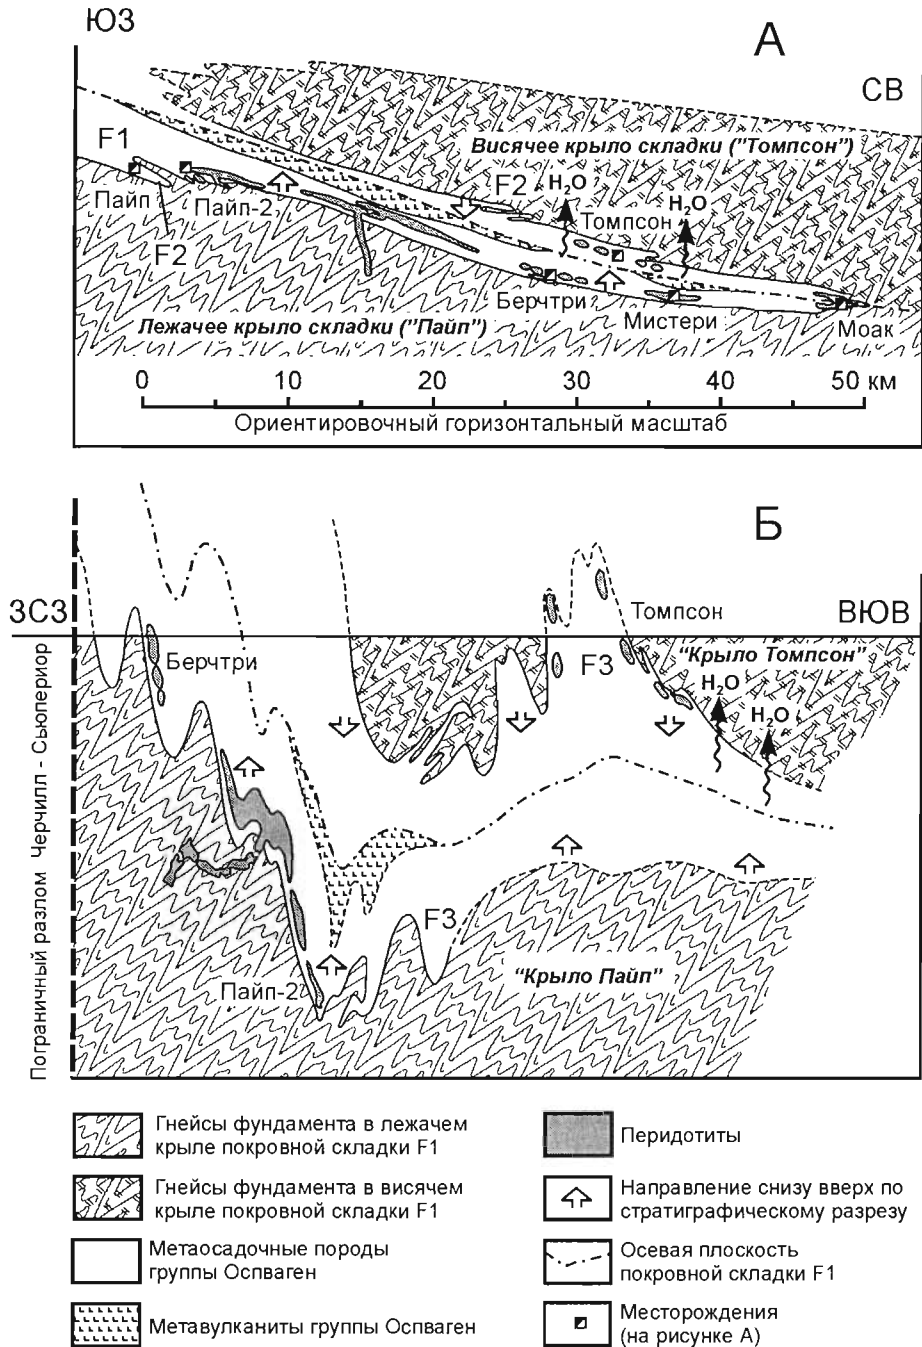 ЮЗ
А
СВ
F1
Висячее крыло складки ("Томпсон")
F2
H2O
H2O
Пайп
Пайп-2
Томпсон
F2
Берчтри
Мистери
Моак
Лежачее крыло складки ("Пайп")
0 10 20 30 40 50 км
Ориентировочный горизонтальный масштаб
Б
ЗСЗ
ВЮВ
Томпсон
Берчтри
F3
"Крыло Томпсон"
H2O
H2O
F3
"Крыло Пайп"
Пайп-2
Пограничный разлом Черчилл - Сьюпериор
Гнейсы фундамента в лежачем
крыле покровной складки F1
Гнейсы фундамента в висячем
крыле покровной складки F1
Метаосадочные породы
группы Оспваген
Метавулканиты группы Оспваген
Перидотиты
Направление снизу вверх по
стратиграфическому разрезу
Осевая плоскость
покровной складки F1
Месторождения
(на рисунке А)